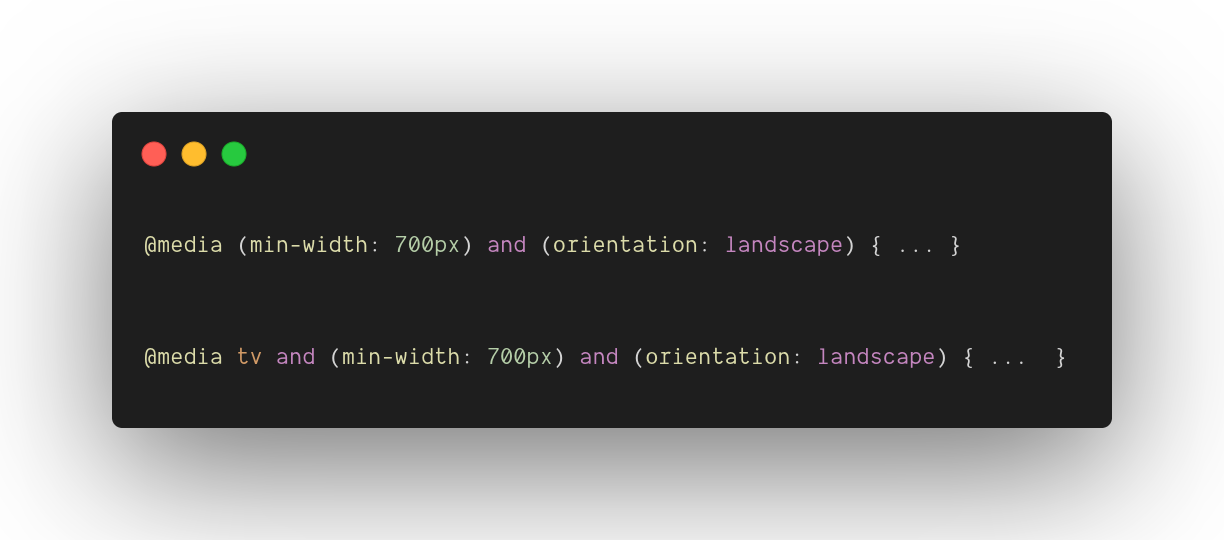 @media (min-width: 700px) and (orientation: landscape) { ... }
@media tv and (min-width: 700px) and (orientation: landscape) { ...  }